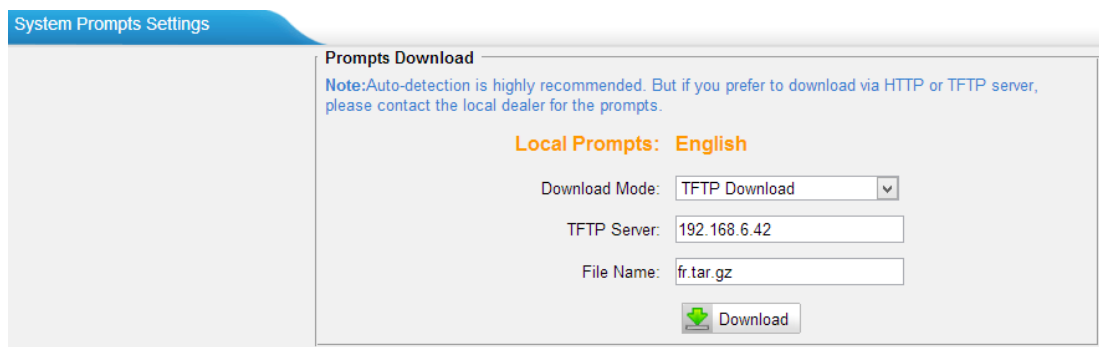 System Prompts Settings
Prompts Download
Note:Auto-detection is highly recommended. But if you prefer to download via HTTP or TFTP server,
please contact the local dealer for the prompts.
Local Prompts: English
Download Mode: TFTP Download
TFTP Server: 192.168.6.42
File Name: fr.tar.gz
Download